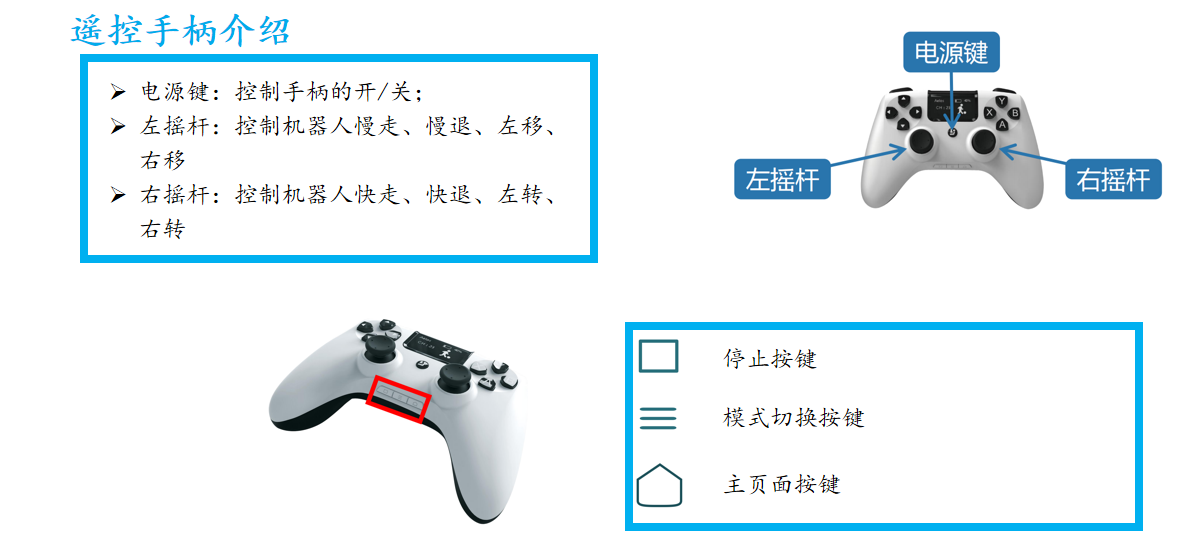 遥控手柄介绍
➢ 电源键：控制手柄的开/关；
➢ 左摇杆：控制机器人慢走、慢退、左移、
右移
➢ 右摇杆：控制机器人快走、快退、左转、
右转
电源键
Y
X B
A
左摇杆
右摇杆
停止按键
模式切换按键
主页面按键